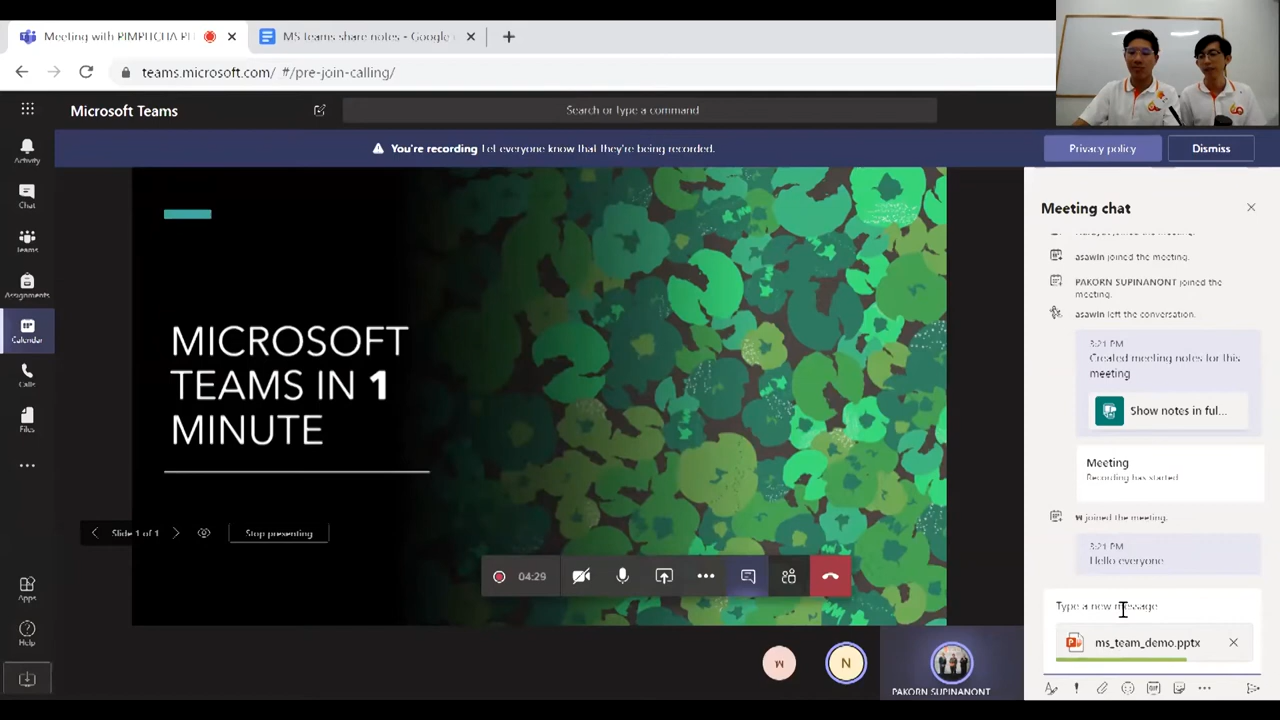 Meeting with PIMPITCHA PH
MS teams share notes - Google
teams.microsoft.com/_#/pre-join-calling/
Microsoft Teams
Search or type a command
You're recording Let everyone know that they're being recorded.
Privacy policy
Dismiss
Activity
Chat
Teams
Assignments
Calendar
Calls
Files
Apps
Help
MICROSOFT
TEAMS IN 1
MINUTE
Slide 1 of 1
Stop presenting
04:29
W
N
PAKORN SUPINANONT
Meeting chat
joined the meeting.
asawin joined the meeting.
PAKORN SUPINANONT joined the
meeting.
asawin left the conversation.
3:21 PM
Created meeting notes for this
meeting
Show notes in ful...
Meeting
Recording has started
W joined the meeting.
3:21 PM
Hello everyone
Type a new message
ms_team_demo.pptx
GIF